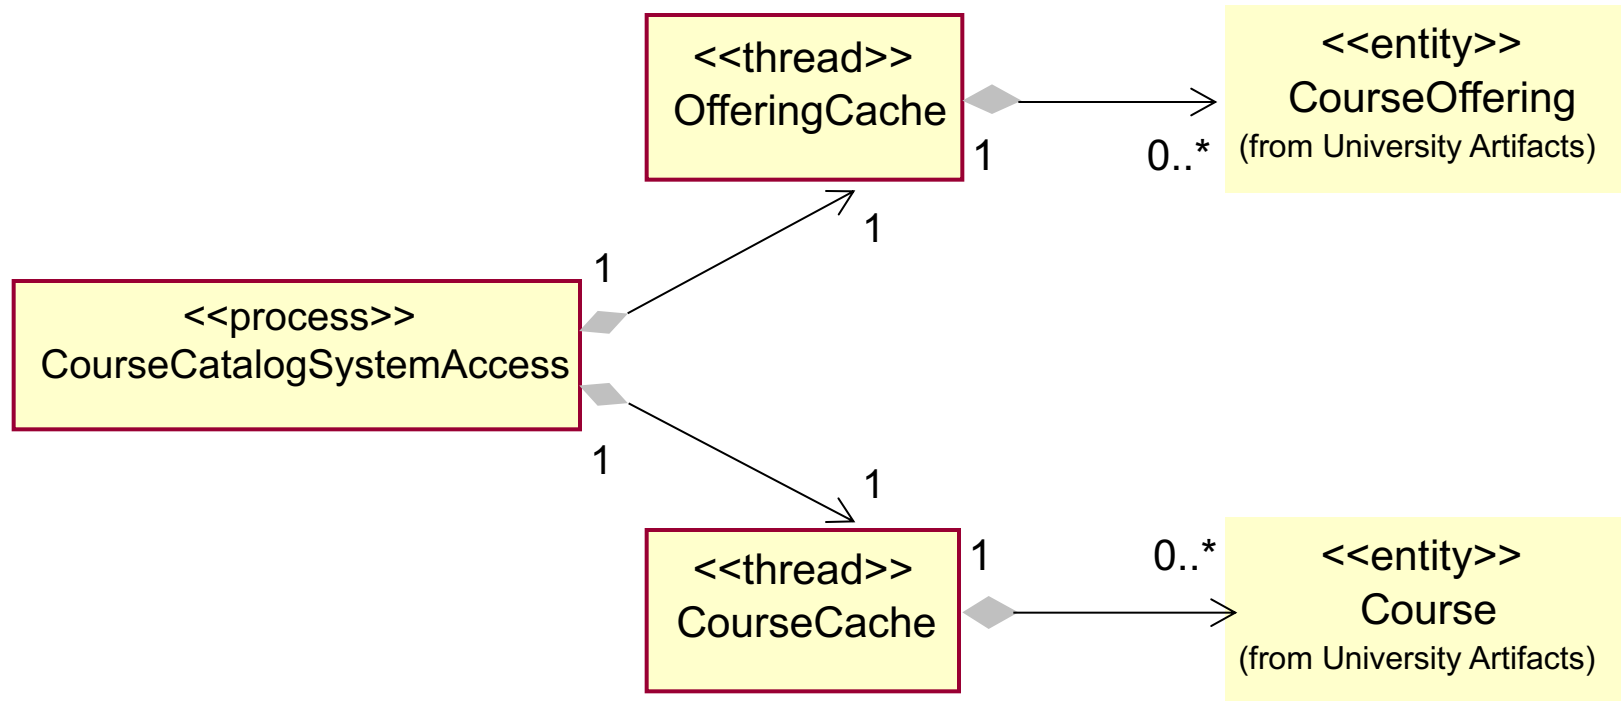 <<thread>>
OfferingCache
1
0..*
<<entity>>
CourseOffering
(from University Artifacts)
1
1
<<process>>
CourseCatalogSystemAccess
1
1
<<thread>>
CourseCache
1
0..*
<<entity>>
Course
(from University Artifacts)